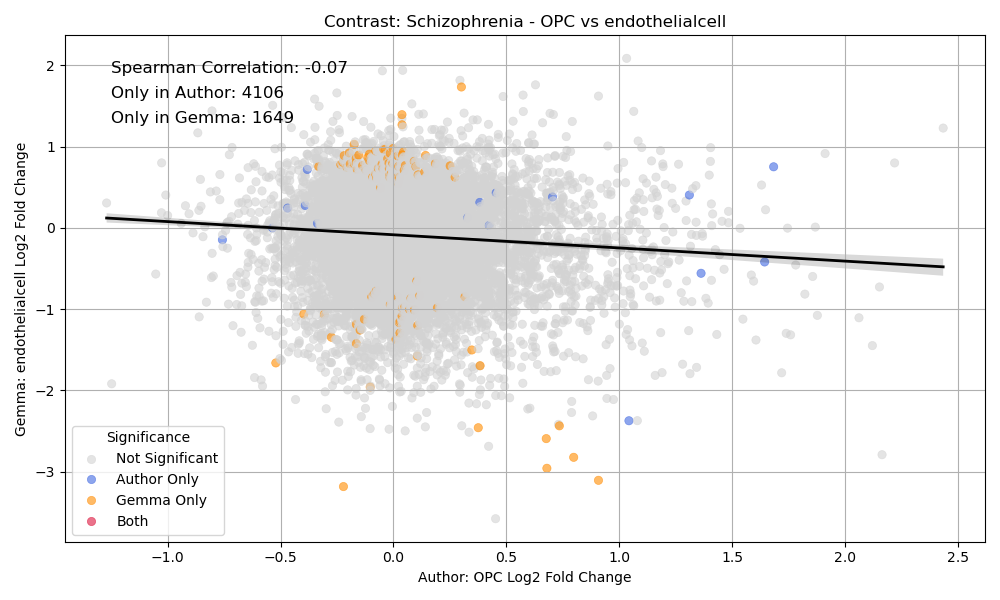 Contrast: Schizophrenia - OPC vs endothelialcell
Spearman Correlation: -0.07
Only in Author: 4106
Only in Gemma: 1649
Gemma: endothelialcell Log2 Fold Change
2
1
0
−1
−2
−3
Significance
Not Significant
Author Only
Gemma Only
Both
−1.0
−0.5
0.0
0.5
1.0
1.5
2.0
2.5
Author: OPC Log2 Fold Change